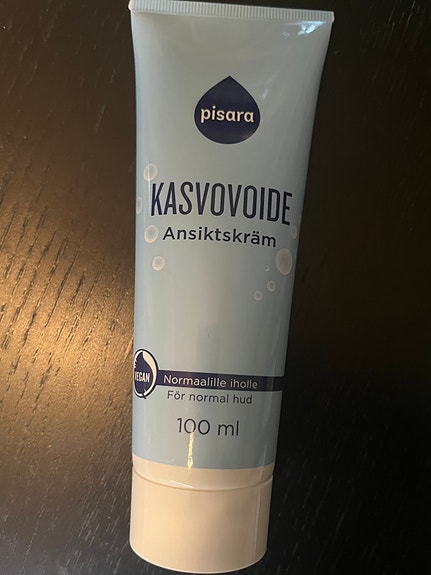 pisara
KASVOVOIDE
Ansiktskräm
VEGAN
Normaalille iholle
För normal hud
100 ml